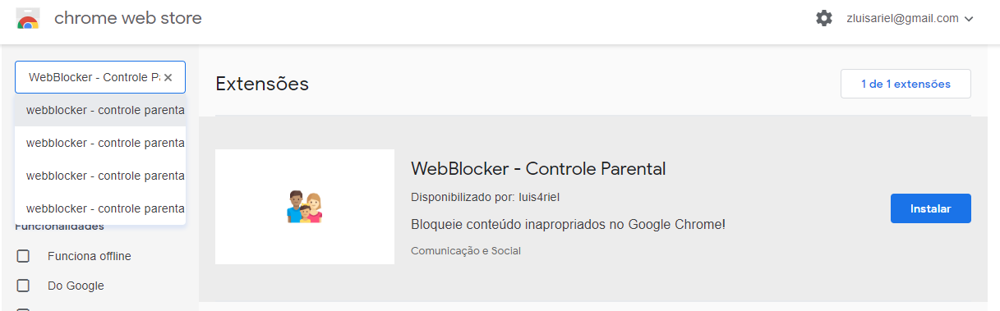 chrome web store
zluisariel@gmail.com
WebBlocker - Controle Pa
webblocker - controle parenta
webblocker - controle parenta
webblocker - controle parenta
webblocker - controle parenta
Funcionalidades
Funciona offline
Do Google
Extensões
1 de 1 extensões
WebBlocker - Controle Parental
Disponibilizado por: luis4riel
Bloqueie conteúdo inapropriados no Google Chrome!
Comunicação e Social
Instalar